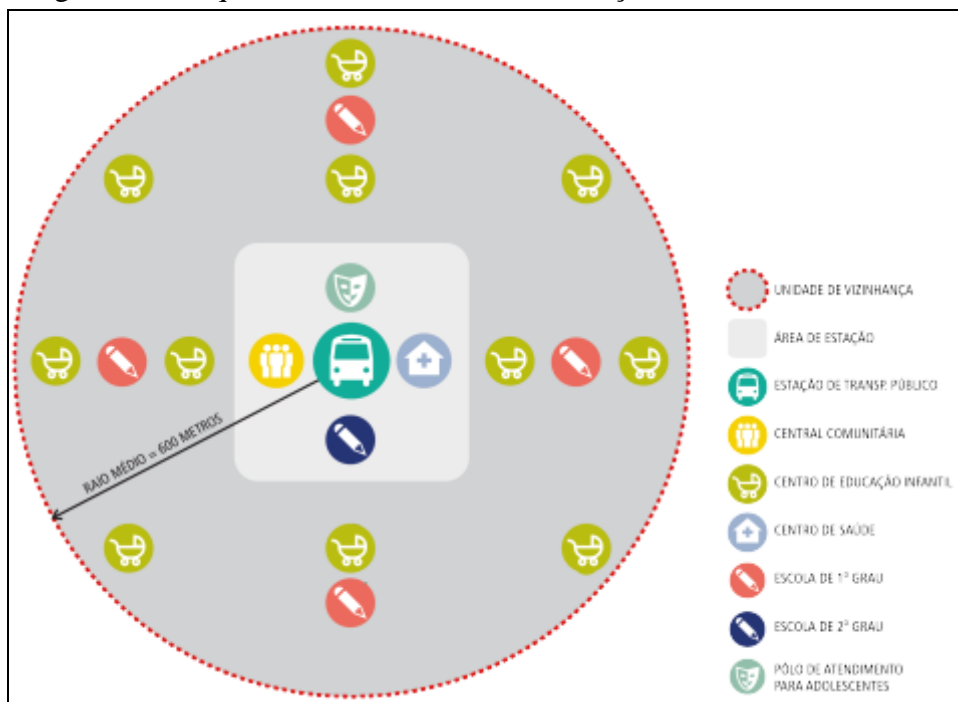 RAIO MÉDIO = 600 METROS
UNIDADE DE VIZINHANÇA
ÁREA DE ESTAÇÃO
ESTAÇÃO DE TRANSP. PÚBLICO
CENTRAL COMUNITÁRIA
CENTRO DE EDUCAÇÃO INFANTIL
CENTRO DE SAÚDE
ESCOLA DE 1º GRAU
ESCOLA DE 2º GRAU
PÓLO DE ATENDIMENTO
PARA ADOLESCENTES